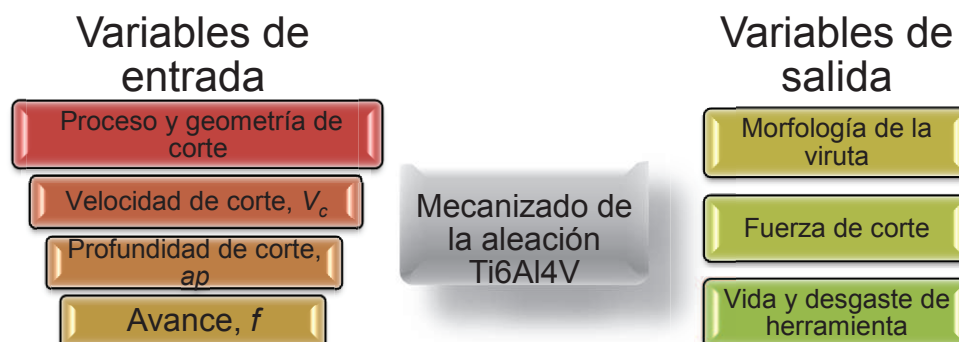 Variables de
entrada
Proceso y geometría de
corte
Velocidad de corte, Vc
Profundidad de corte,
ap
Avance, f
Mecanizado de
la aleación
Ti6Al4V
Variables de
salida
Morfología de la
viruta
Fuerza de corte
Vida y desgaste de
herramienta